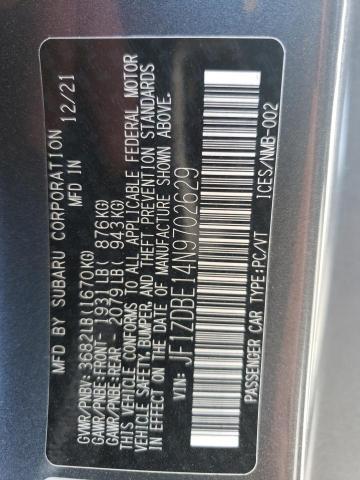 MFD BY SUBARU CORPORATION
MFD IN 12/21
GVWR/PNBV 3682LB(1670KG)
GAWR/PNBE:FRONT 1931LB( 876KG)
GAWR/PNBE:REAR 2079LB( 943KG)
THIS VEHICLE CONFORMS TO ALL APPLICABLE FEDERAL MOTOR
VEHICLE SAFETY, BUMPER, AND THEFT PREVENTION STANDARDS
IN EFFECT ON THE DATE OF MANUFACTURE SHOWN ABOVE.
VIN: JF1ZDBE14N9702629
PASSENGER CAR TYPE:PC/VT ICES/NMB-002